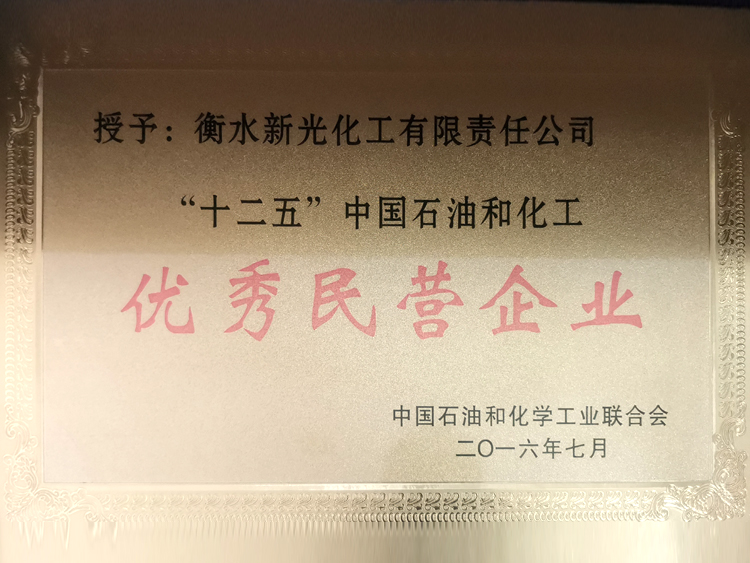 授予：衡水新光化工有限责任公司
“十二五”中国石油和化工
优秀民营企业
中国石油和化学工业联合会
二〇一六年七月